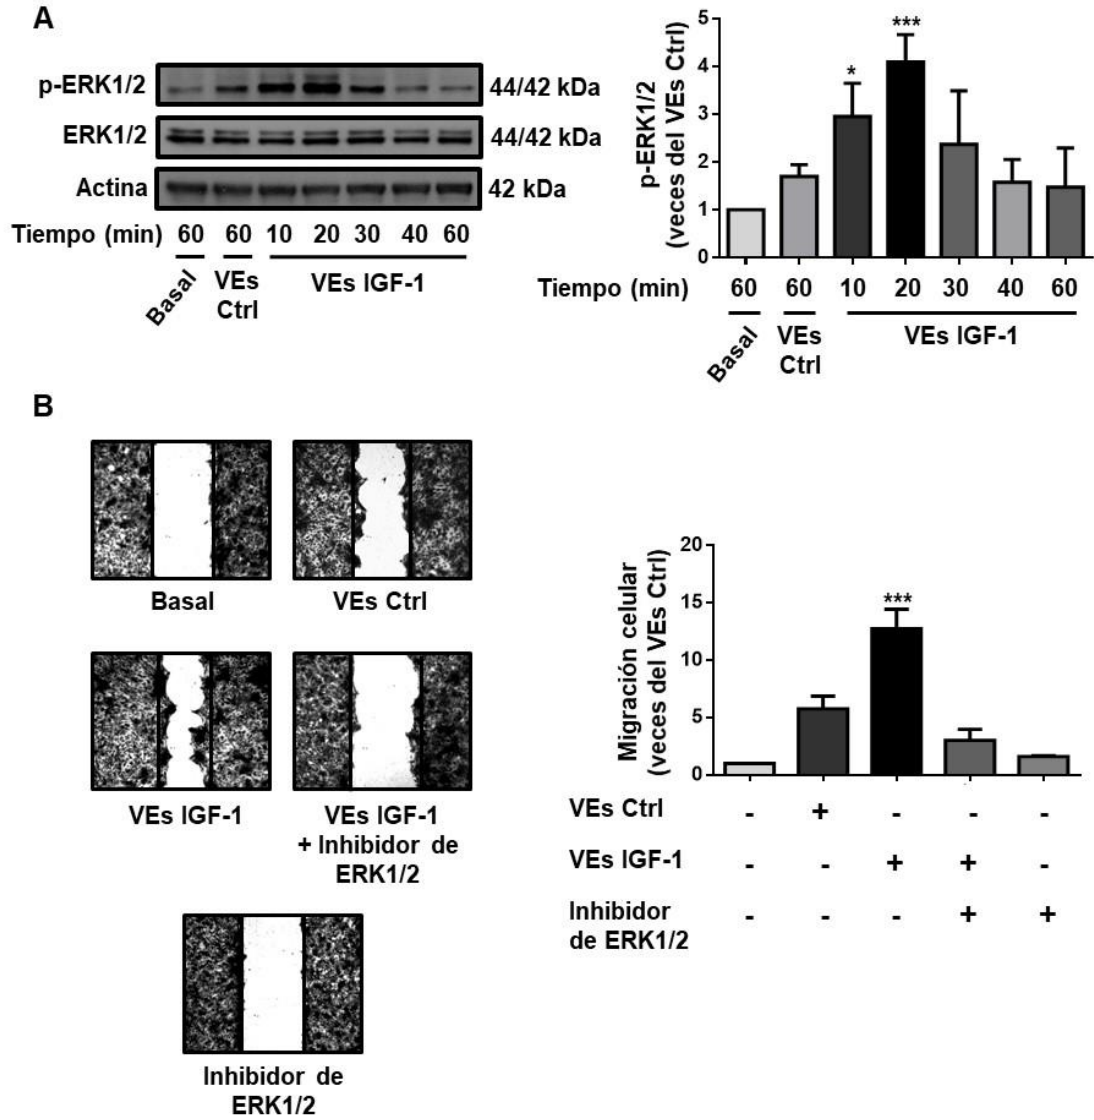 A
p-ERK1/2
44/42 kDa
ERK1/2
44/42 kDa
Actina
42 kDa
Tiempo (min) 60 60 10 20 30 40 60
Basal
VEs
Ctrl
VEs IGF-1
p-ERK1/2
(veces del VEs Ctrl)
5
4
3
2
1
0
*
***
Tiempo (min) 60 60 10 20 30 40 60
Basal
VEs
Ctrl
VEs IGF-1
B
Basal
VEs Ctrl
VEs IGF-1
VEs IGF-1
+ Inhibidor de
ERK1/2
Inhibidor de
ERK1/2
Migración celular
(veces del VEs Ctrl)
20
15
10
5
0
***
VEs Ctrl - + - - -
VEs IGF-1 - - + + -
Inhibidor
de ERK1/2 - - - + +